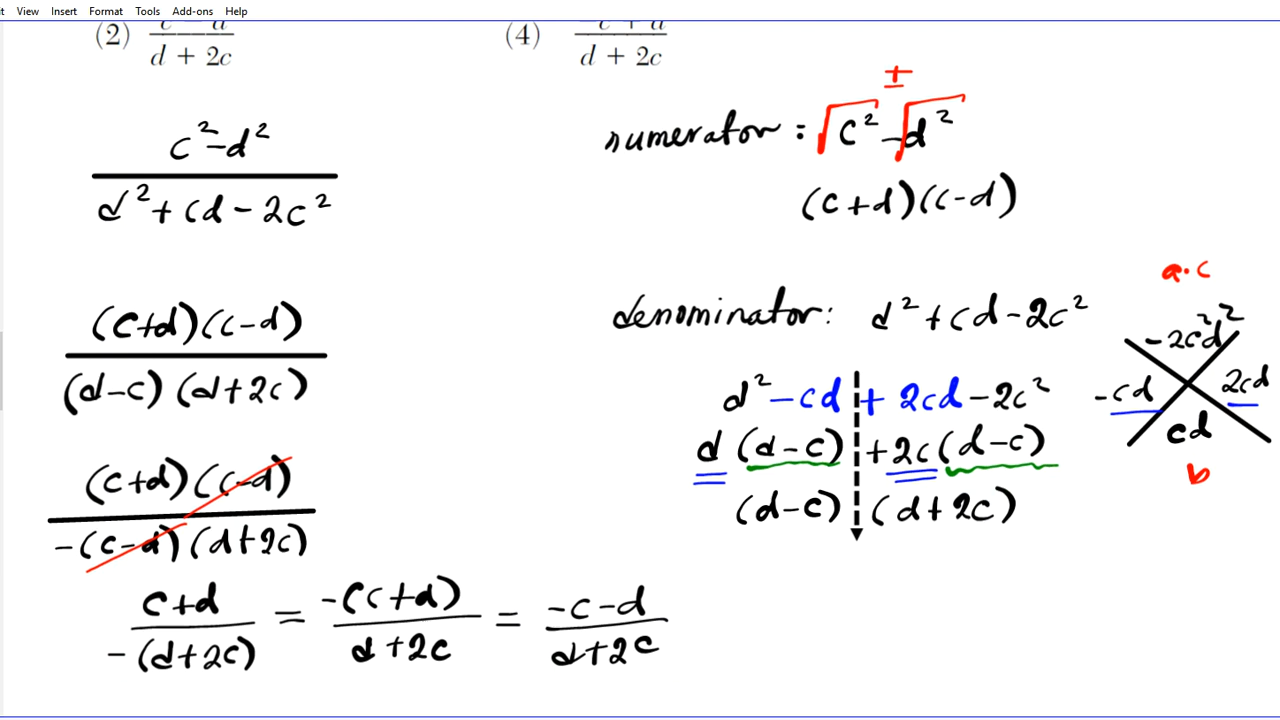 View Insert Format Tools Add-ons Help
(2) d + 2c
(4) d + 2c
±
numerator : √c² - √d²
(c+d)(c-d)
c²-d²
d²+cd-2c²
a·c
denominator: d²+cd-2c²
-2c²d²
-cd 2cd
cd
b
(c+d)(c-d)
(d-c)(d+2c)
d²-cd + 2cd-2c²
d(d-c) +2c(d-c)
(d-c) (d+2c)
(c+d)(c-d)
-(c-d)(d+2c)
c+d = -(c+d) = -c-d
-(d+2c) d+2c d+2c